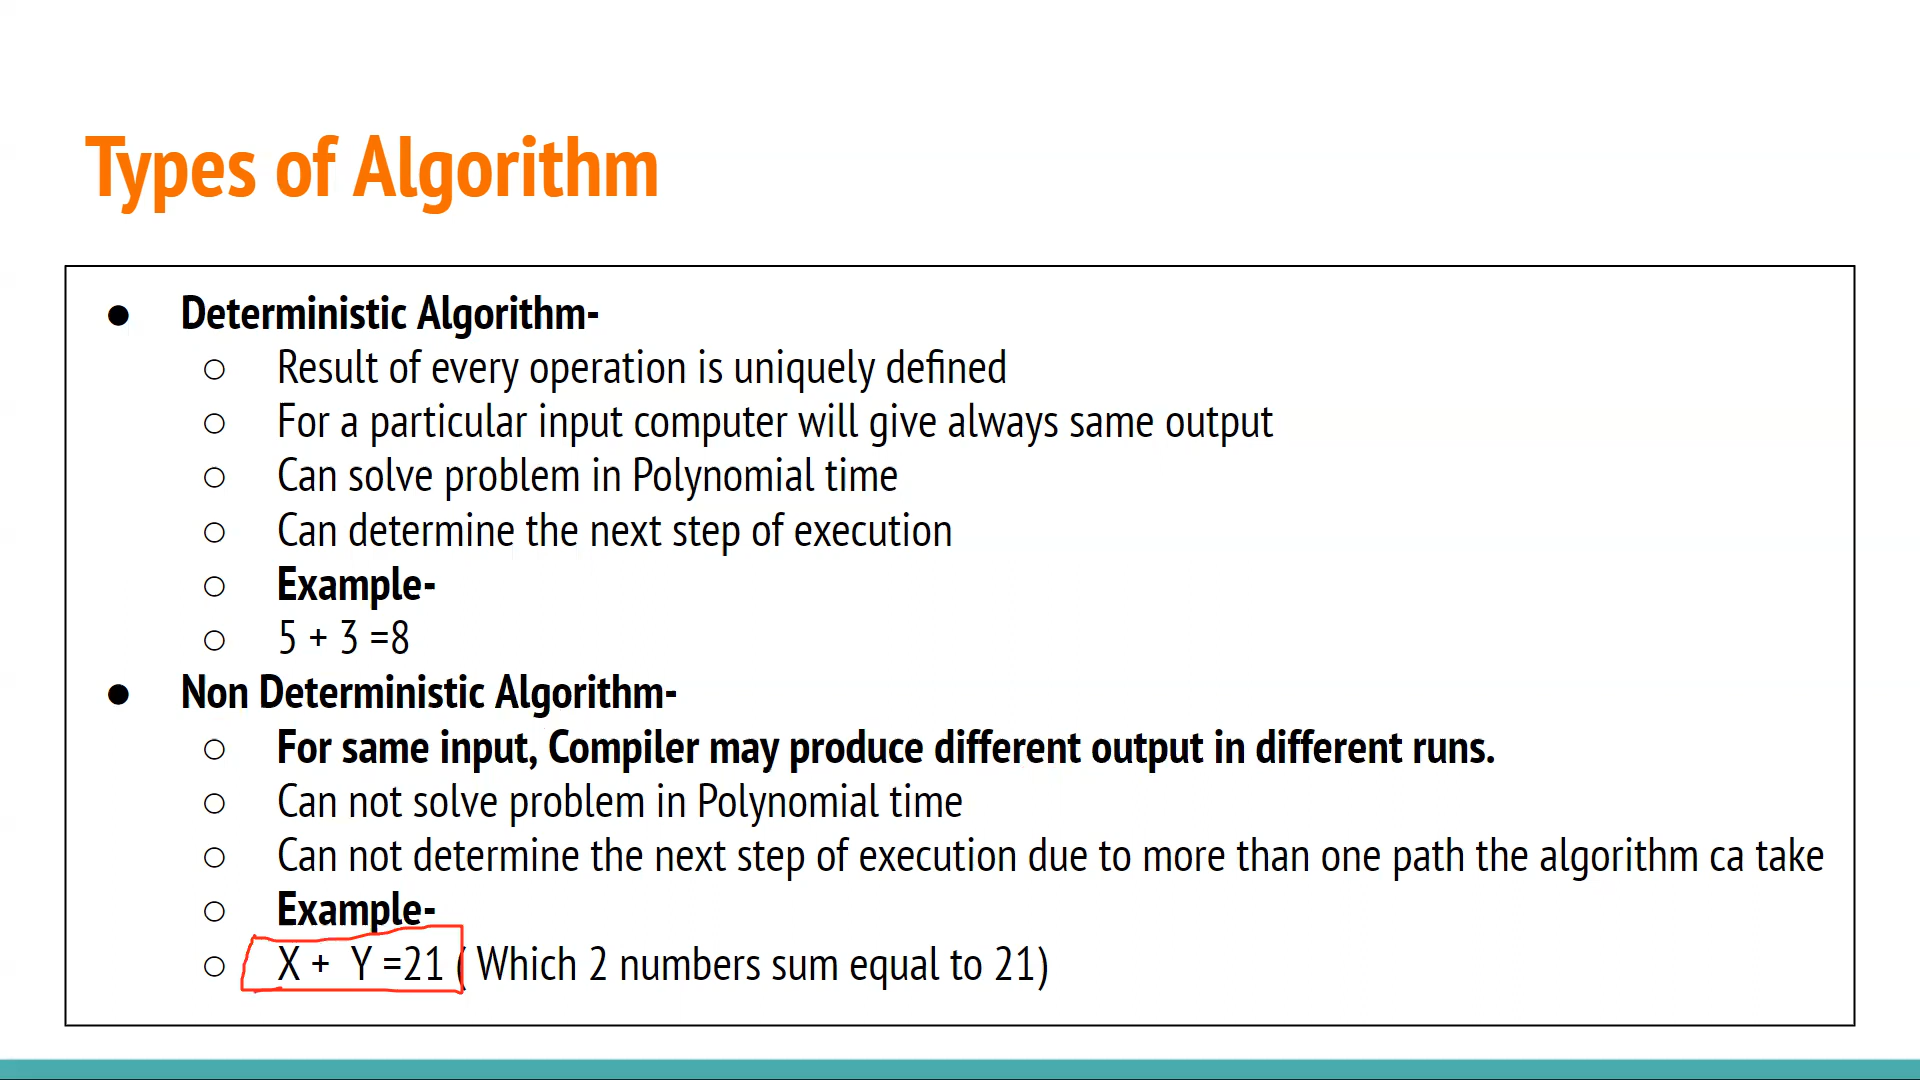 Types of Algorithm
● Deterministic Algorithm-
○ Result of every operation is uniquely defined
○ For a particular input computer will give always same output
○ Can solve problem in Polynomial time
○ Can determine the next step of execution
○ Example-
○ 5 + 3 =8
● Non Deterministic Algorithm-
○ For same input, Compiler may produce different output in different runs.
○ Can not solve problem in Polynomial time
○ Can not determine the next step of execution due to more than one path the algorithm ca take
○ Example-
○ X + Y =21 ( Which 2 numbers sum equal to 21)